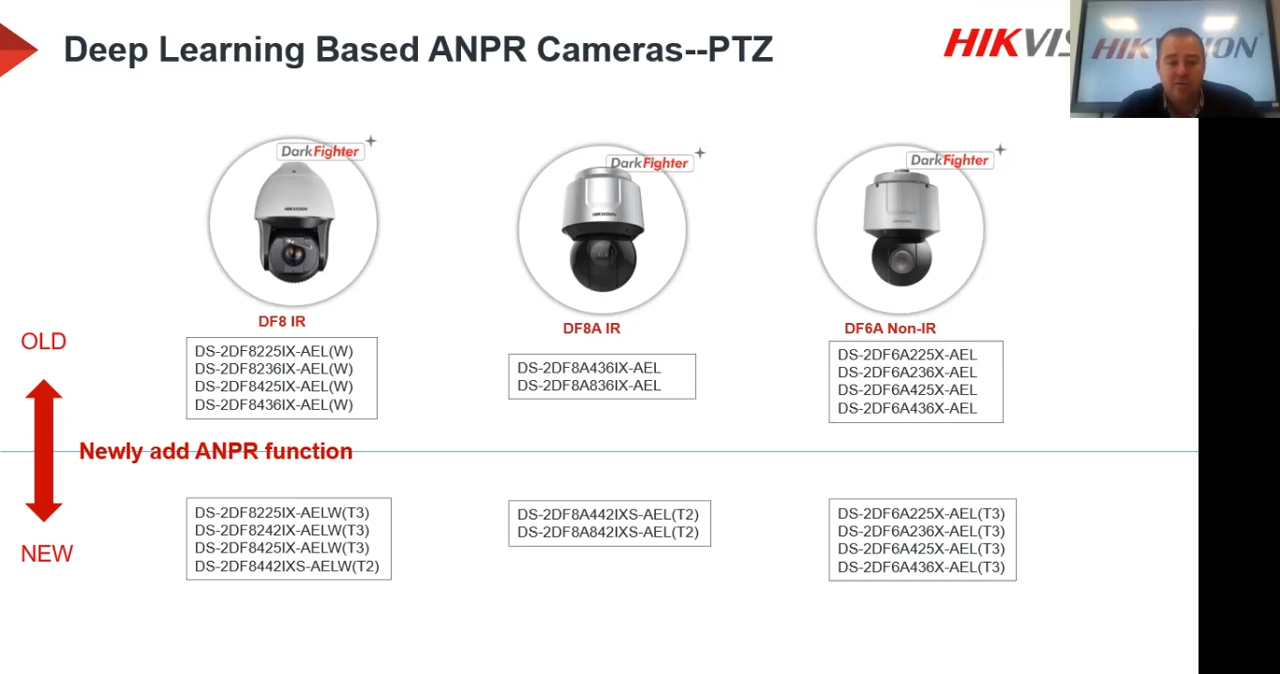 Deep Learning Based ANPR Cameras--PTZ
HIKVIS
HIKVISION
DarkFighter
DarkFighter
DarkFighter
HIKVISION
HIKVISION
HIKVISION
DF8 IR
DF8A IR
DF6A Non-IR
OLD
DS-2DF8225IX-AEL(W)
DS-2DF8236IX-AEL(W)
DS-2DF8425IX-AEL(W)
DS-2DF8436IX-AEL(W)
DS-2DF8A436IX-AEL
DS-2DF8A836IX-AEL
DS-2DF6A225X-AEL
DS-2DF6A236X-AEL
DS-2DF6A425X-AEL
DS-2DF6A436X-AEL
Newly add ANPR function
NEW
DS-2DF8225IX-AELW(T3)
DS-2DF8242IX-AELW(T3)
DS-2DF8425IX-AELW(T3)
DS-2DF8442IXS-AELW(T2)
DS-2DF8A442IXS-AEL(T2)
DS-2DF8A842IXS-AEL(T2)
DS-2DF6A225X-AEL(T3)
DS-2DF6A236X-AEL(T3)
DS-2DF6A425X-AEL(T3)
DS-2DF6A436X-AEL(T3)